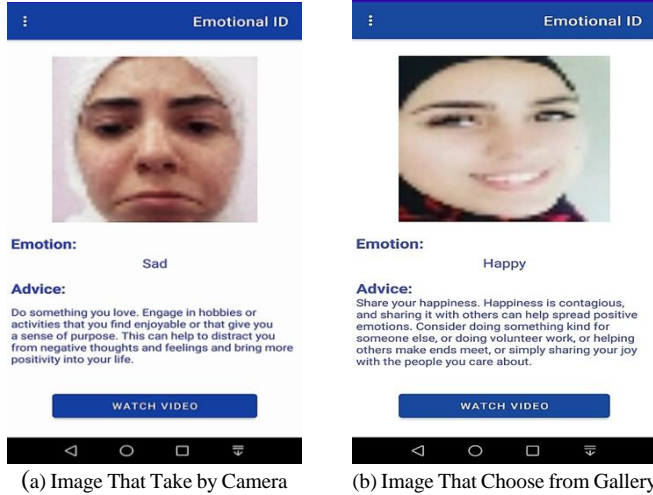 Emotional ID
Emotion:
Sad
Advice:
Do something you love. Engage in hobbies or
activities that you find enjoyable or that give you
a sense of purpose. This can help to distract you
from negative thoughts and feelings and bring more
positivity into your life.
WATCH VIDEO
(a) Image That Take by Camera
Emotional ID
Emotion:
Happy
Advice:
Share your happiness. Happiness is contagious,
and sharing it with others can help spread positive
emotions. Consider doing something kind for
someone else, or doing volunteer work, or helping
others make ends meet, or simply sharing your joy
with the people you care about.
WATCH VIDEO
(b) Image That Choose from Gallery